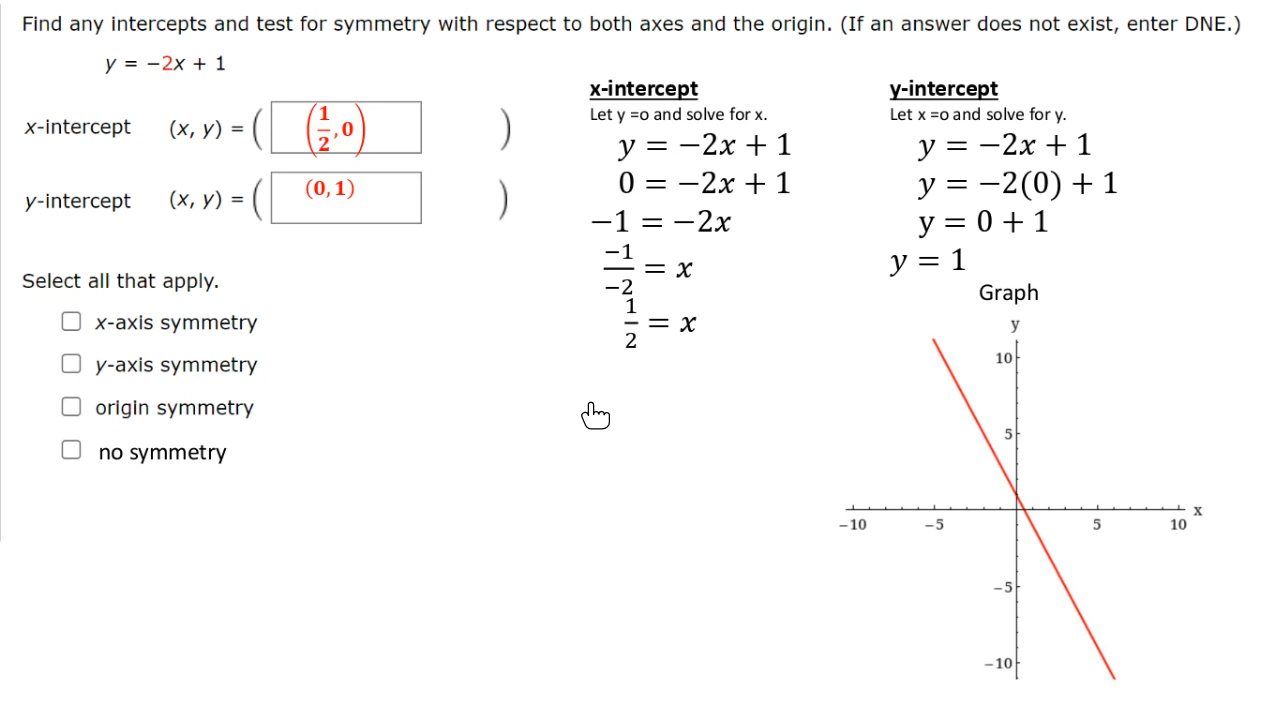 Find any intercepts and test for symmetry with respect to both axes and the origin. (If an answer does not exist, enter DNE.)
y = −2x + 1
x-intercept (x, y) = ( (1/2, 0) )
y-intercept (x, y) = ( (0, 1) )
Select all that apply.
x-axis symmetry
y-axis symmetry
origin symmetry
no symmetry
x-intercept
Let y =o and solve for x.
y = −2x + 1
0 = −2x + 1
−1 = −2x
−1/−2 = x
1/2 = x
y-intercept
Let x =o and solve for y.
y = −2x + 1
y = −2(0) + 1
y = 0 + 1
y = 1
Graph
y
10
5
x
−10 −5 5 10
−5
−10